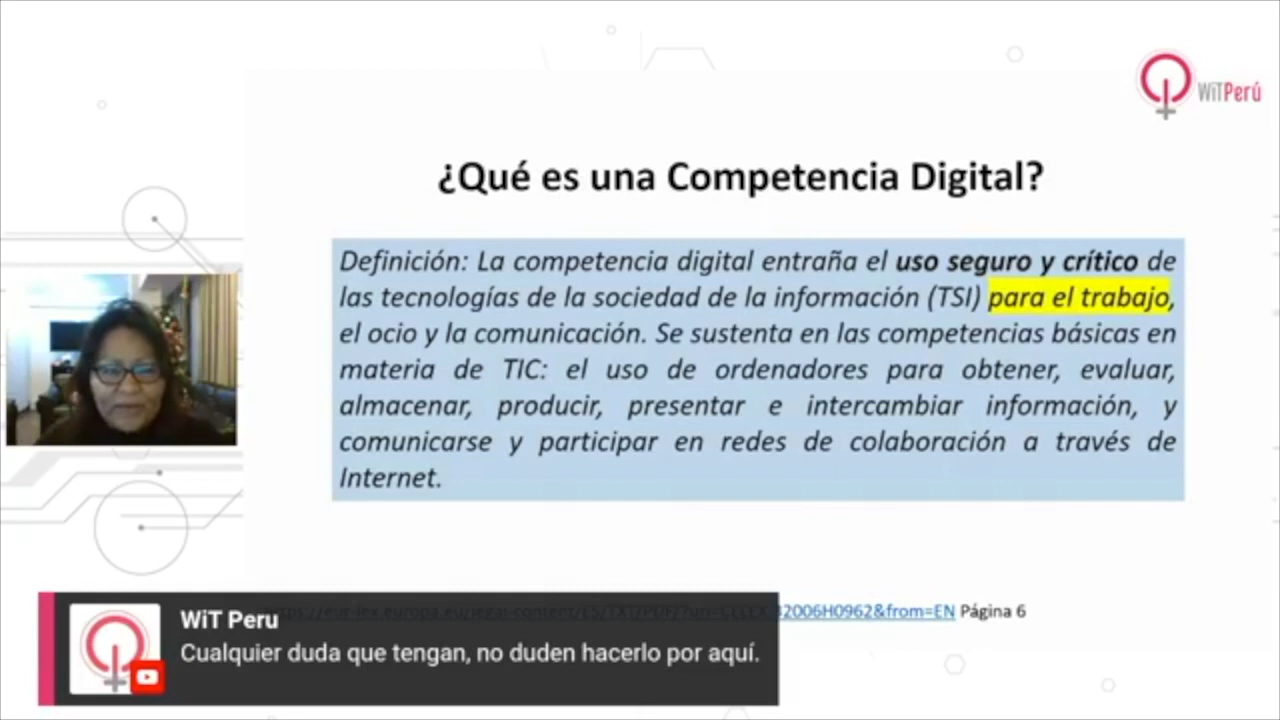 WiTPerú
¿Qué es una Competencia Digital?
Definición: La competencia digital entraña el uso seguro y crítico de
las tecnologías de la sociedad de la información (TSI) para el trabajo,
el ocio y la comunicación. Se sustenta en las competencias básicas en
materia de TIC: el uso de ordenadores para obtener, evaluar,
almacenar, producir, presentar e intercambiar información, y
comunicarse y participar en redes de colaboración a través de
Internet.
32006H0962&from=EN Página 6
WiT Peru
Cualquier duda que tengan, no duden hacerlo por aquí.